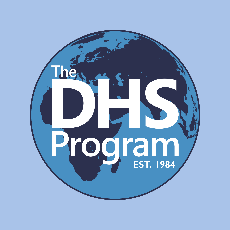 The
DHS
Program
EST. 1984